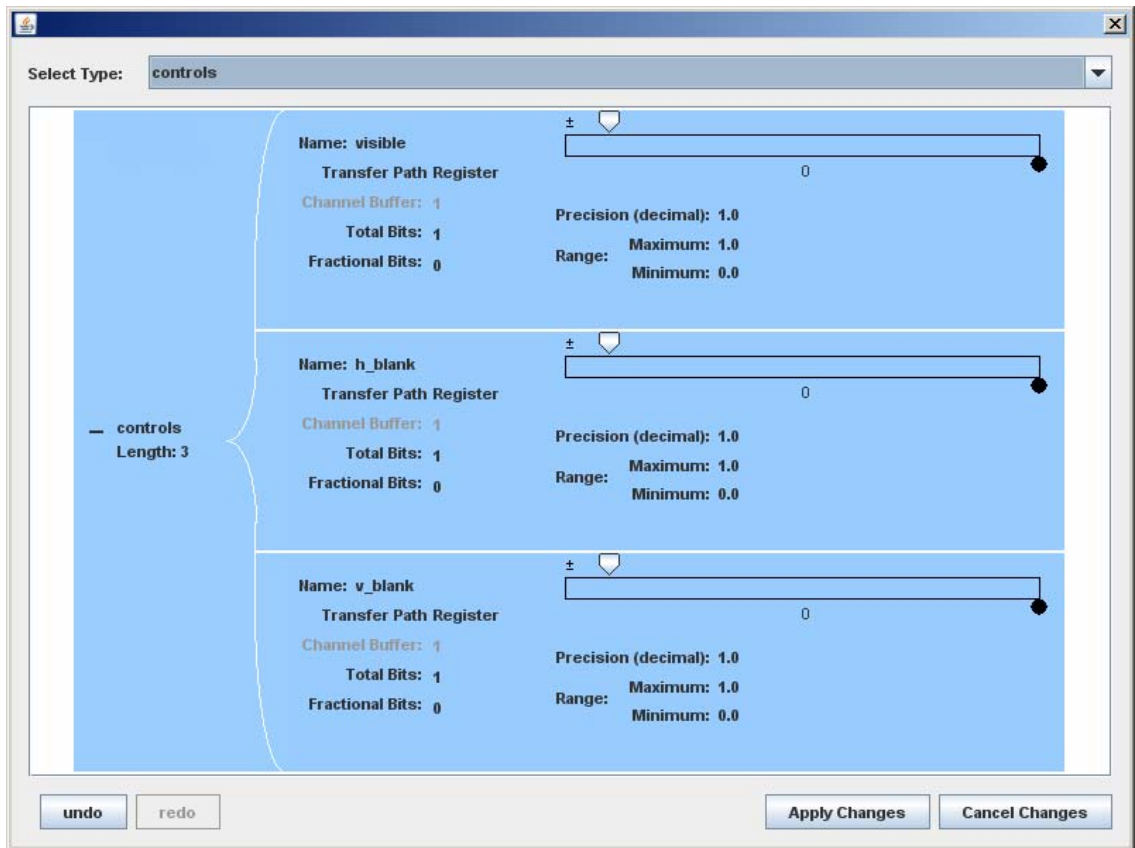 Select Type: controls
±
Name: visible
Transfer Path Register
0
Channel Buffer: 1
Precision (decimal): 1.0
Total Bits: 1
Maximum: 1.0
Range:
Fractional Bits: 0
Minimum: 0.0
±
Name: h_blank
Transfer Path Register
0
Channel Buffer: 1
Precision (decimal): 1.0
Total Bits: 1
Maximum: 1.0
Range:
Fractional Bits: 0
Minimum: 0.0
– controls
Length: 3
±
Name: v_blank
Transfer Path Register
0
Channel Buffer: 1
Precision (decimal): 1.0
Total Bits: 1
Maximum: 1.0
Range:
Fractional Bits: 0
Minimum: 0.0
undo
redo
Apply Changes
Cancel Changes